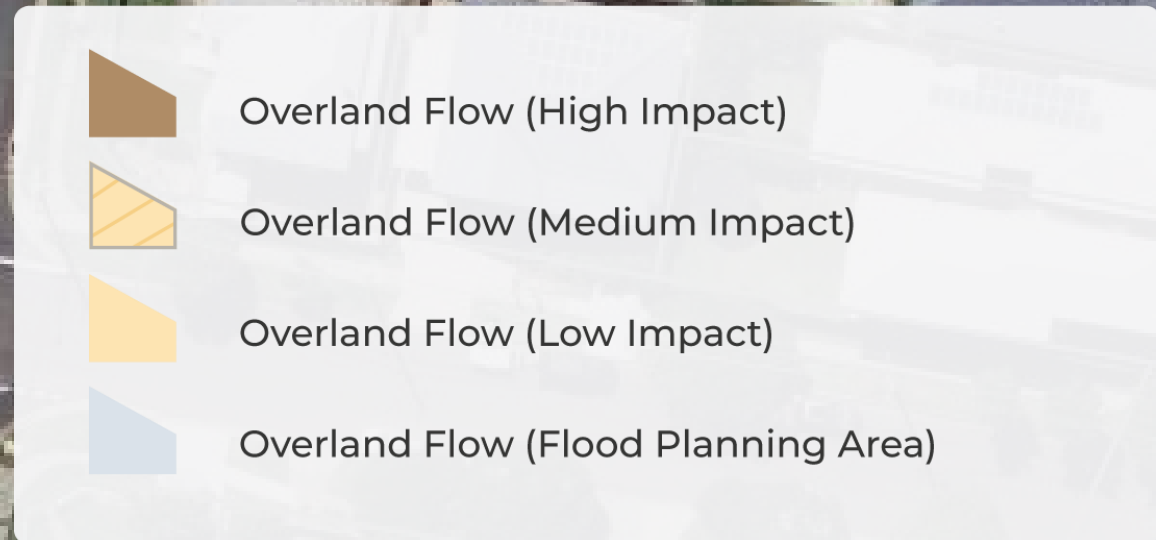 Overland Flow (High Impact)
Overland Flow (Medium Impact)
Overland Flow (Low Impact)
Overland Flow (Flood Planning Area)